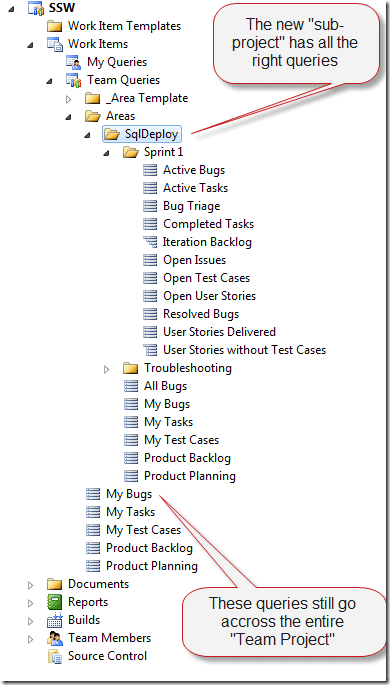 SSW
Work Item Templates
Work Items
My Queries
Team Queries
_Area Template
Areas
SqlDeploy
Sprint 1
Active Bugs
Active Tasks
Bug Triage
Completed Tasks
Iteration Backlog
Open Issues
Open Test Cases
Open User Stories
Resolved Bugs
User Stories Delivered
User Stories without Test Cases
Troubleshooting
All Bugs
My Bugs
My Tasks
My Test Cases
Product Backlog
Product Planning
My Bugs
My Tasks
My Test Cases
Product Backlog
Product Planning
Documents
Reports
Builds
Team Members
Source Control
The new "sub-
project" has all the
right queries
These queries still go
accross the entire
"Team Project"